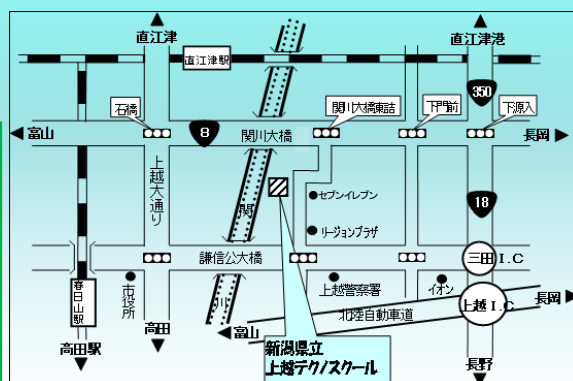 直江津
直江津港
直江津駅
350
石橋
関川大橋東詰
下門前
下源入
富山
8
関川大橋
長岡
上越大通り
セブンイレブン
関
18
リージョンプラザ
謙信公大橋
三田I.C
市役所
川
上越警察署
イオン
春日山駅
上越I.C
長岡
北陸自動車道
高田
富山
高田駅
新潟県立
上越テクノスクール
長野